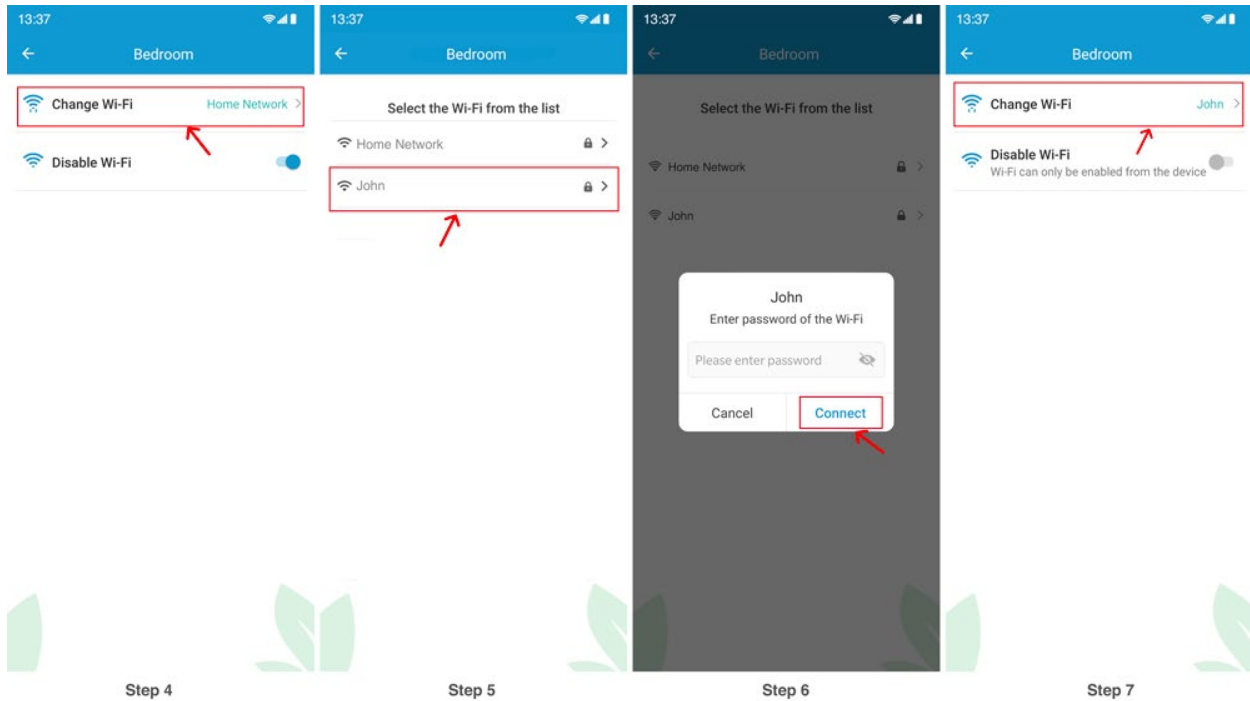 13:37
Bedroom
Change Wi-Fi Home Network
Disable Wi-Fi
Step 4
13:37
Bedroom
Select the Wi-Fi from the list
Home Network
John
Step 5
13:37
Bedroom
Select the Wi-Fi from the list
Home Network
John
John
Enter password of the Wi-Fi
Please enter password
Cancel Connect
Step 6
13:37
Bedroom
Change Wi-Fi John
Disable Wi-Fi
Wi-Fi can only be enabled from the device
Step 7